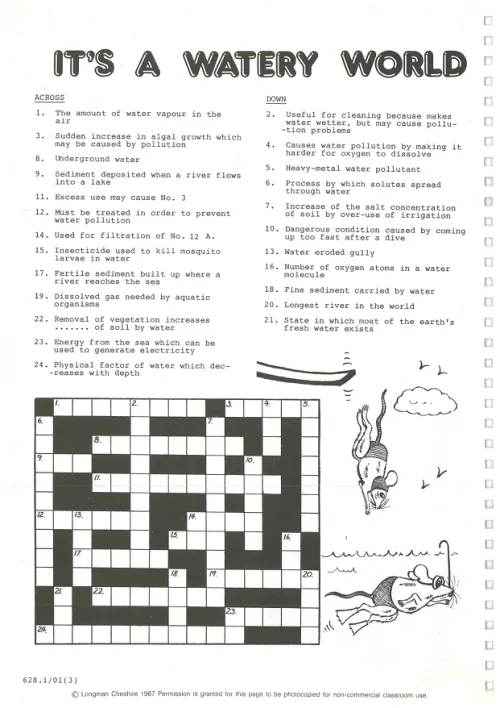 IT'S A WATERY WORLD
ACROSS
1. The amount of water vapour in the
air
3. Sudden increase in algal growth which
may be caused by pollution
8. Underground water
9. Sediment deposited when a river flows
into a lake
11. Excess use may cause No. 3
12. Must be treated in order to prevent
water pollution
14. Used for filtration of No. 12 A.
15. Insecticide used to kill mosquito
larvae in water
17. Fertile sediment built up where a
river reaches the sea
19. Dissolved gas needed by aquatic
organisms
22. Removal of vegetation increases
....... of soil by water
23. Energy from the sea which can be
used to generate electricity
24. Physical factor of water which dec-
-reases with depth
DOWN
2. Useful for cleaning because makes
water wetter, but may cause pollu-
-tion problems
4. Causes water pollution by making it
harder for oxygen to dissolve
5. Heavy-metal water pollutant
6. Process by which solutes spread
through water
7. Increase of the salt concentration
of soil by over-use of irrigation
10. Dangerous condition caused by coming
up too fast after a dive
13. Water eroded gully
16. Number of oxygen atoms in a water
molecule
18. Fine sediment carried by water
20. Longest river in the world
21. State in which most of the earth's
fresh water exists
1. 2. 3. 4. 5.
6. 7.
8.
9. 10.
11.
12. 13. 14.
15. 16.
17.
18. 19. 20.
21. 22.
23.
24.
628.1/01(3)
© Longman Cheshire 1987 Permission is granted for this page to be photocopied for non-commercial classroom use.